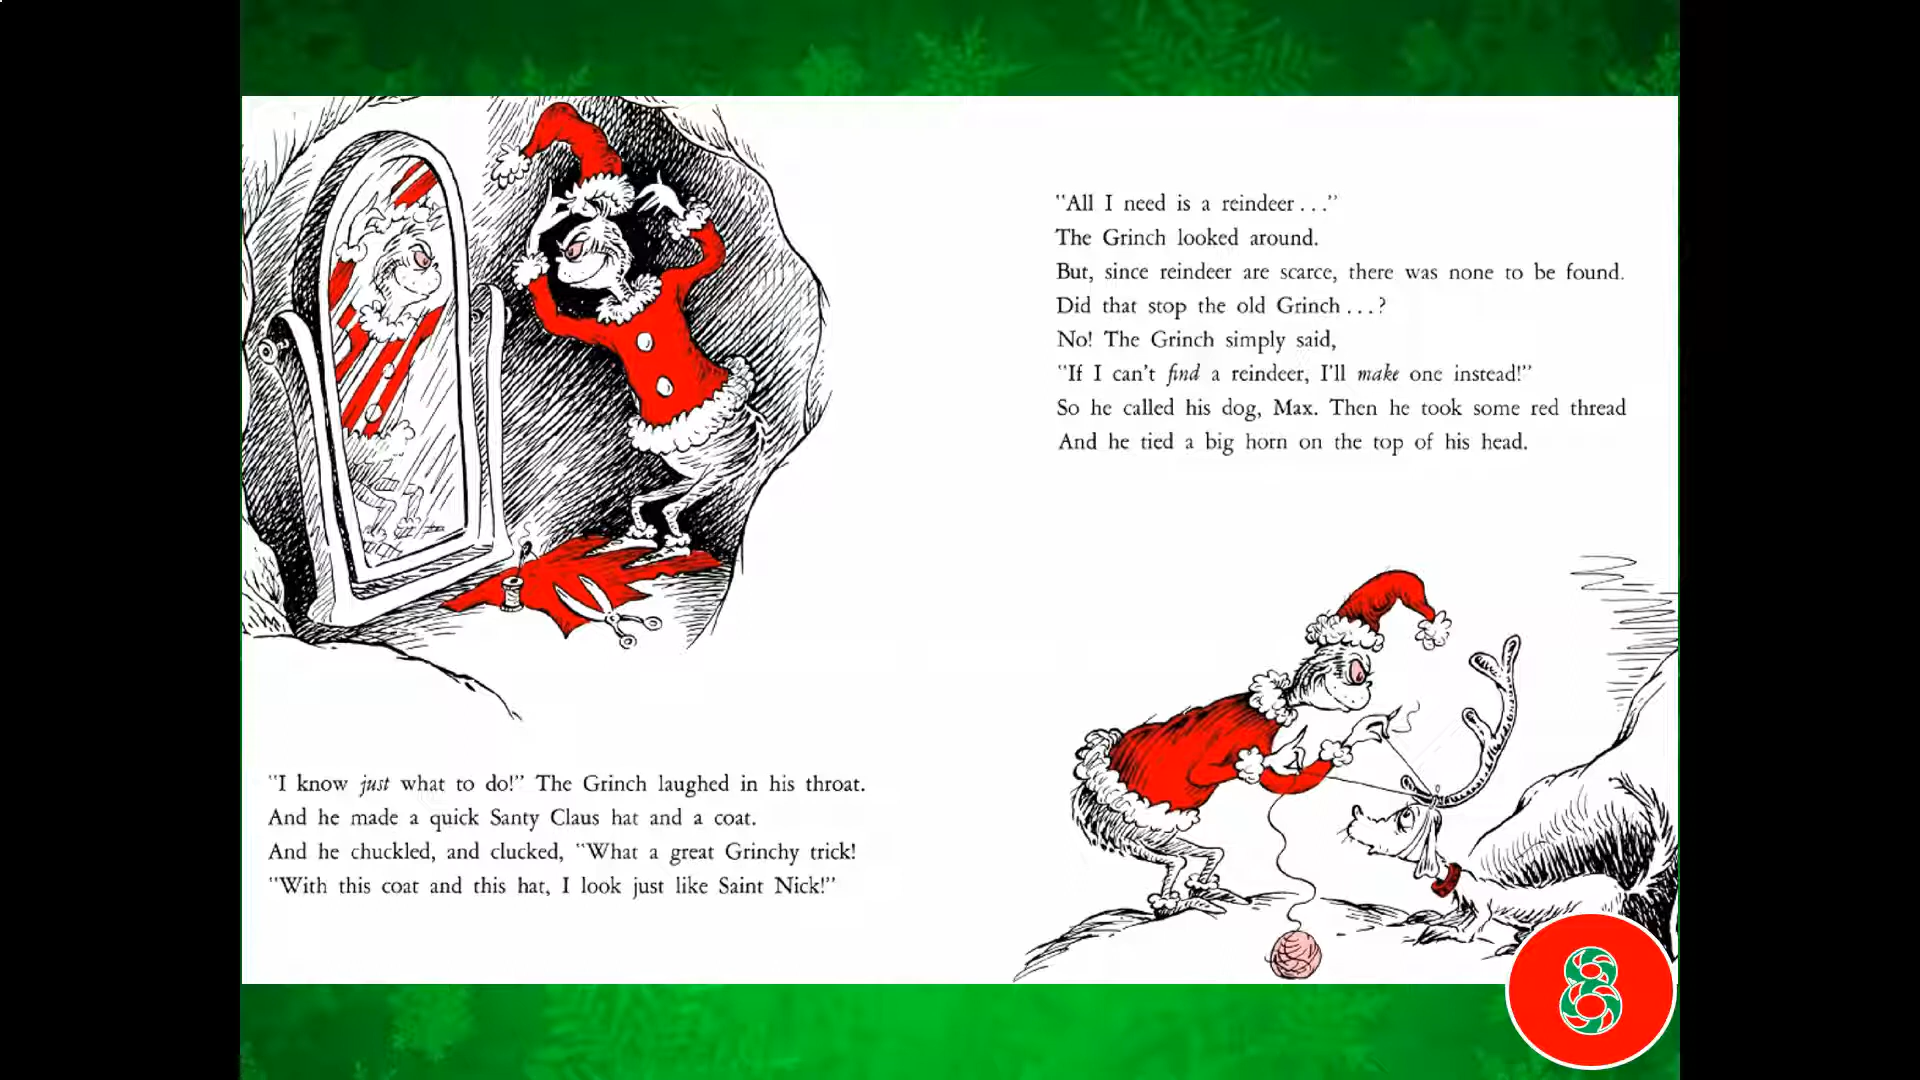 "I know just what to do!" The Grinch laughed in his throat.
And he made a quick Santy Claus hat and a coat.
And he chuckled, and clucked, "What a great Grinchy trick!
"With this coat and this hat, I look just like Saint Nick!"
"All I need is a reindeer . . ."
The Grinch looked around.
But, since reindeer are scarce, there was none to be found.
Did that stop the old Grinch . . . ?
No! The Grinch simply said,
"If I can't find a reindeer, I'll make one instead!"
So he called his dog, Max. Then he took some red thread
And he tied a big horn on the top of his head.
8